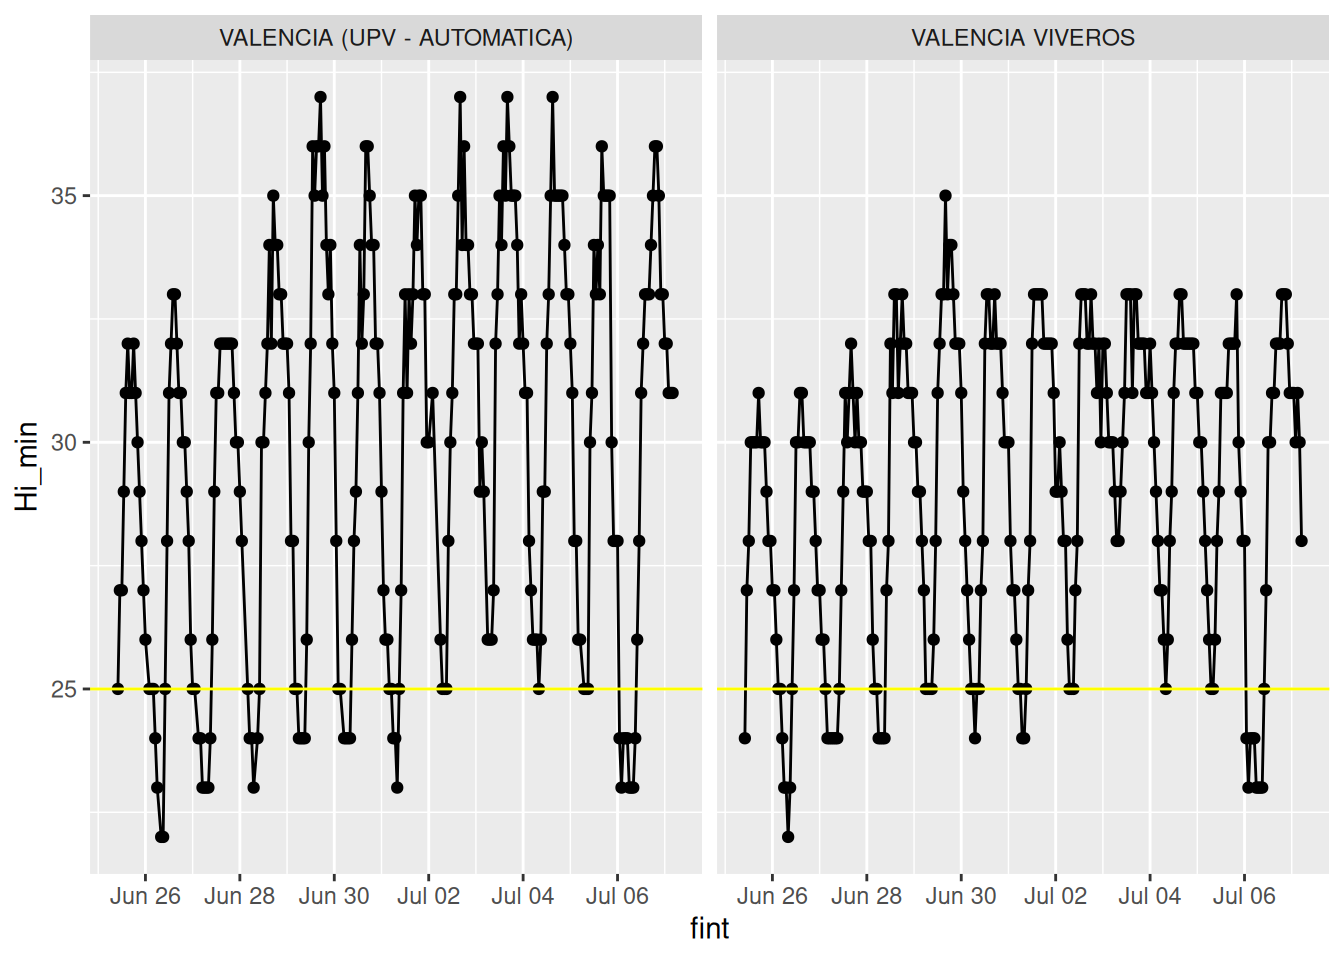 VALENCIA (UPV - AUTOMATICA)
VALENCIA VIVEROS
Hi_min
35
30
25
Jun 26 Jun 28 Jun 30 Jul 02 Jul 04 Jul 06
Jun 26 Jun 28 Jun 30 Jul 02 Jul 04 Jul 06
fint